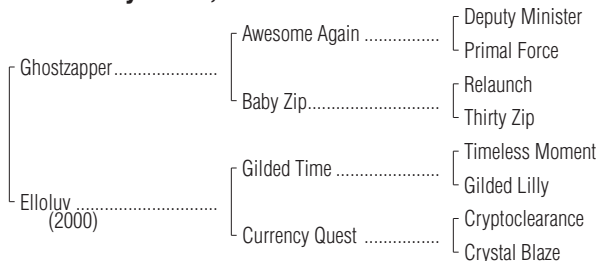 Deputy Minister
Awesome Again ................
Primal Force
Ghostzapper......................
Relaunch
Baby Zip............................
Thirty Zip
Timeless Moment
Gilded Time ......................
Gilded Lilly
Elloluv ..............................
(2000)
Cryptoclearance
Currency Quest ................
Crystal Blaze